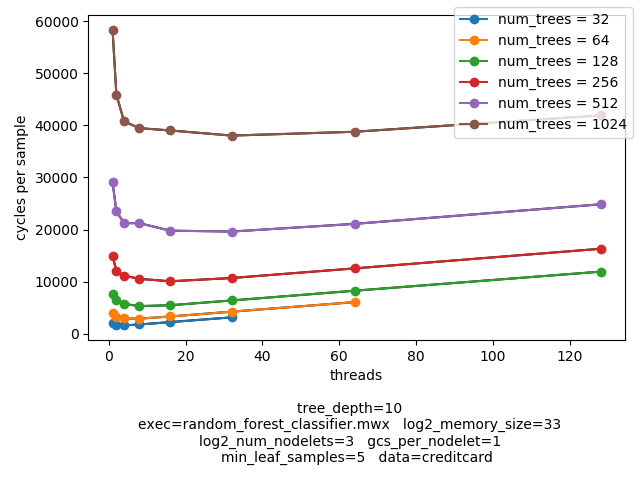 num_trees = 32
num_trees = 64
num_trees = 128
num_trees = 256
num_trees = 512
num_trees = 1024
60000
50000
40000
30000
20000
10000
0
cycles per sample
0 20 40 60 80 100 120
threads
tree_depth=10
exec=random_forest_classifier.mwx log2_memory_size=33
log2_num_nodelets=3 gcs_per_nodelet=1
min_leaf_samples=5 data=creditcard